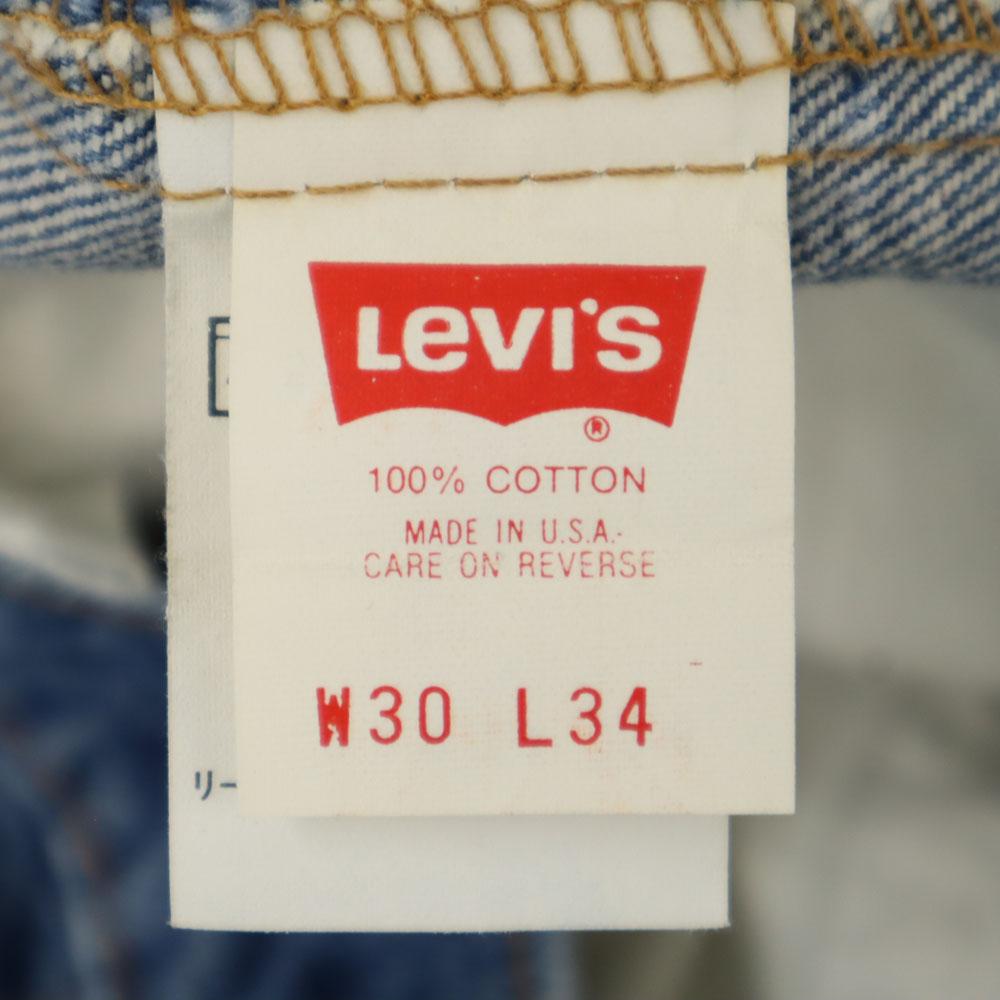 LEVI'S
®
100% COTTON
MADE IN U.S.A.
CARE ON REVERSE
W30 L34
リー